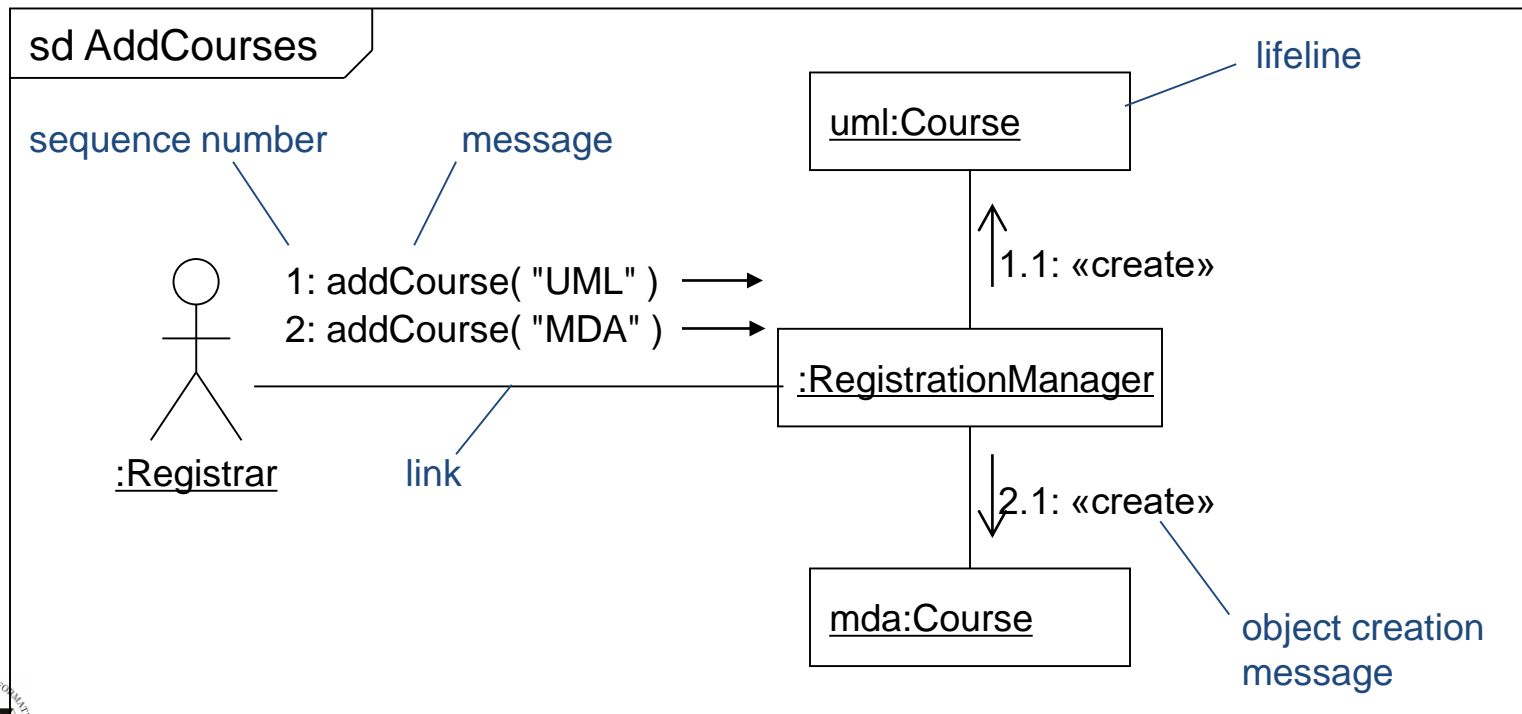 sd AddCourses
lifeline
uml:Course
sequence number
message
1.1: «create»
1: addCourse( "UML" )
2: addCourse( "MDA" )
:RegistrationManager
:Registrar
link
2.1: «create»
mda:Course
object creation
message